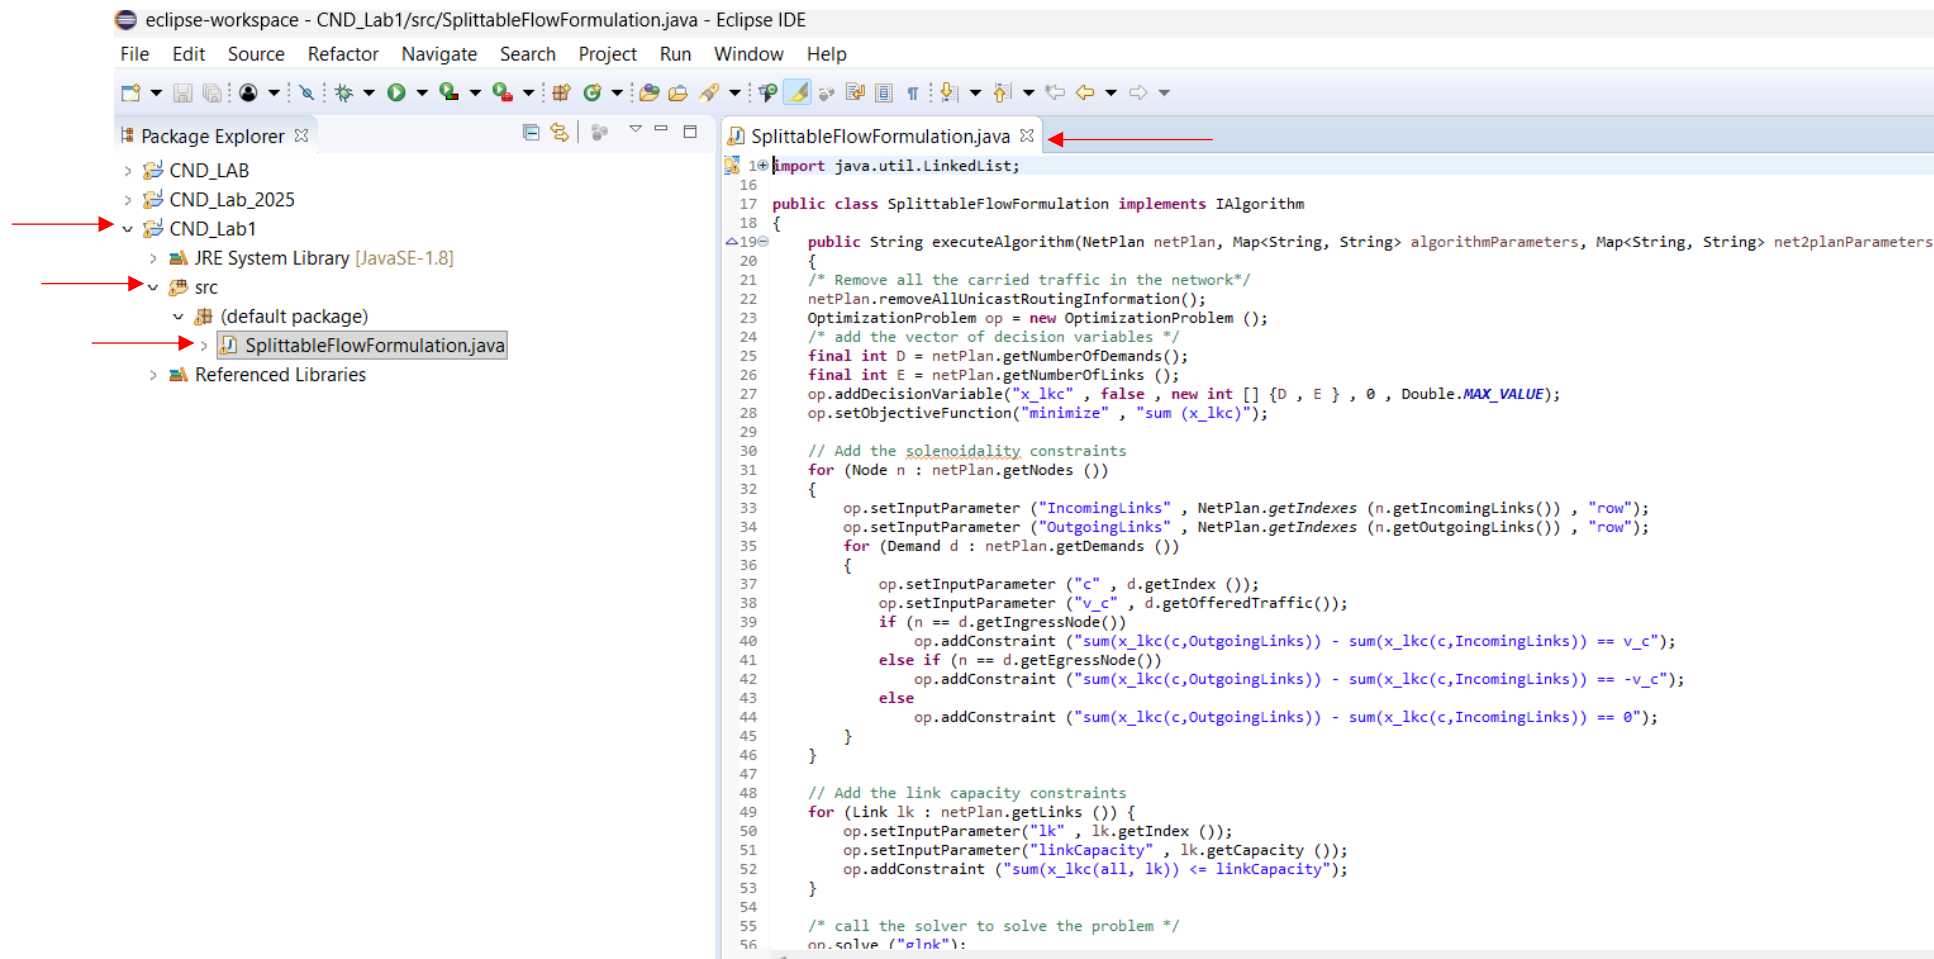 eclipse-workspace - CND_Lab1/src/SplittableFlowFormulation.java - Eclipse IDE
File Edit Source Refactor Navigate Search Project Run Window Help
Package Explorer
CND_LAB
CND_Lab_2025
CND_Lab1
JRE System Library [JavaSE-1.8]
src
(default package)
SplittableFlowFormulation.java
Referenced Libraries
SplittableFlowFormulation.java
1 import java.util.LinkedList;
16
17 public class SplittableFlowFormulation implements IAlgorithm
18 {
19 public String executeAlgorithm(NetPlan netPlan, Map<String, String> algorithmParameters, Map<String, String> net2planParameters
20 {
21 /* Remove all the carried traffic in the network*/
22 netPlan.removeAllUnicastRoutingInformation();
23 OptimizationProblem op = new OptimizationProblem ();
24 /* add the vector of decision variables */
25 final int D = netPlan.getNumberOfDemands();
26 final int E = netPlan.getNumberOfLinks ();
27 op.addDecisionVariable("x_lkc" , false , new int [] {D , E } , 0 , Double.MAX_VALUE);
28 op.setObjectiveFunction("minimize" , "sum (x_lkc)");
29
30 // Add the solenoidality constraints
31 for (Node n : netPlan.getNodes ())
32 {
33 op.setInputParameter ("IncomingLinks" , NetPlan.getIndexes (n.getIncomingLinks()) , "row");
34 op.setInputParameter ("OutgoingLinks" , NetPlan.getIndexes (n.getOutgoingLinks()) , "row");
35 for (Demand d : netPlan.getDemands ())
36 {
37 op.setInputParameter ("c" , d.getIndex ());
38 op.setInputParameter ("v_c" , d.getOfferedTraffic());
39 if (n == d.getIngressNode())
40 op.addConstraint ("sum(x_lkc(c,OutgoingLinks)) - sum(x_lkc(c,IncomingLinks)) == v_c");
41 else if (n == d.getEgressNode())
42 op.addConstraint ("sum(x_lkc(c,OutgoingLinks)) - sum(x_lkc(c,IncomingLinks)) == -v_c");
43 else
44 op.addConstraint ("sum(x_lkc(c,OutgoingLinks)) - sum(x_lkc(c,IncomingLinks)) == 0");
45 }
46 }
47
48 // Add the link capacity constraints
49 for (Link lk : netPlan.getLinks ()) {
50 op.setInputParameter("lk" , lk.getIndex ());
51 op.setInputParameter("linkCapacity" , lk.getCapacity ());
52 op.addConstraint ("sum(x_lkc(all, lk)) <= linkCapacity");
53 }
54
55 /* call the solver to solve the problem */
56 op.solve ("glpk");